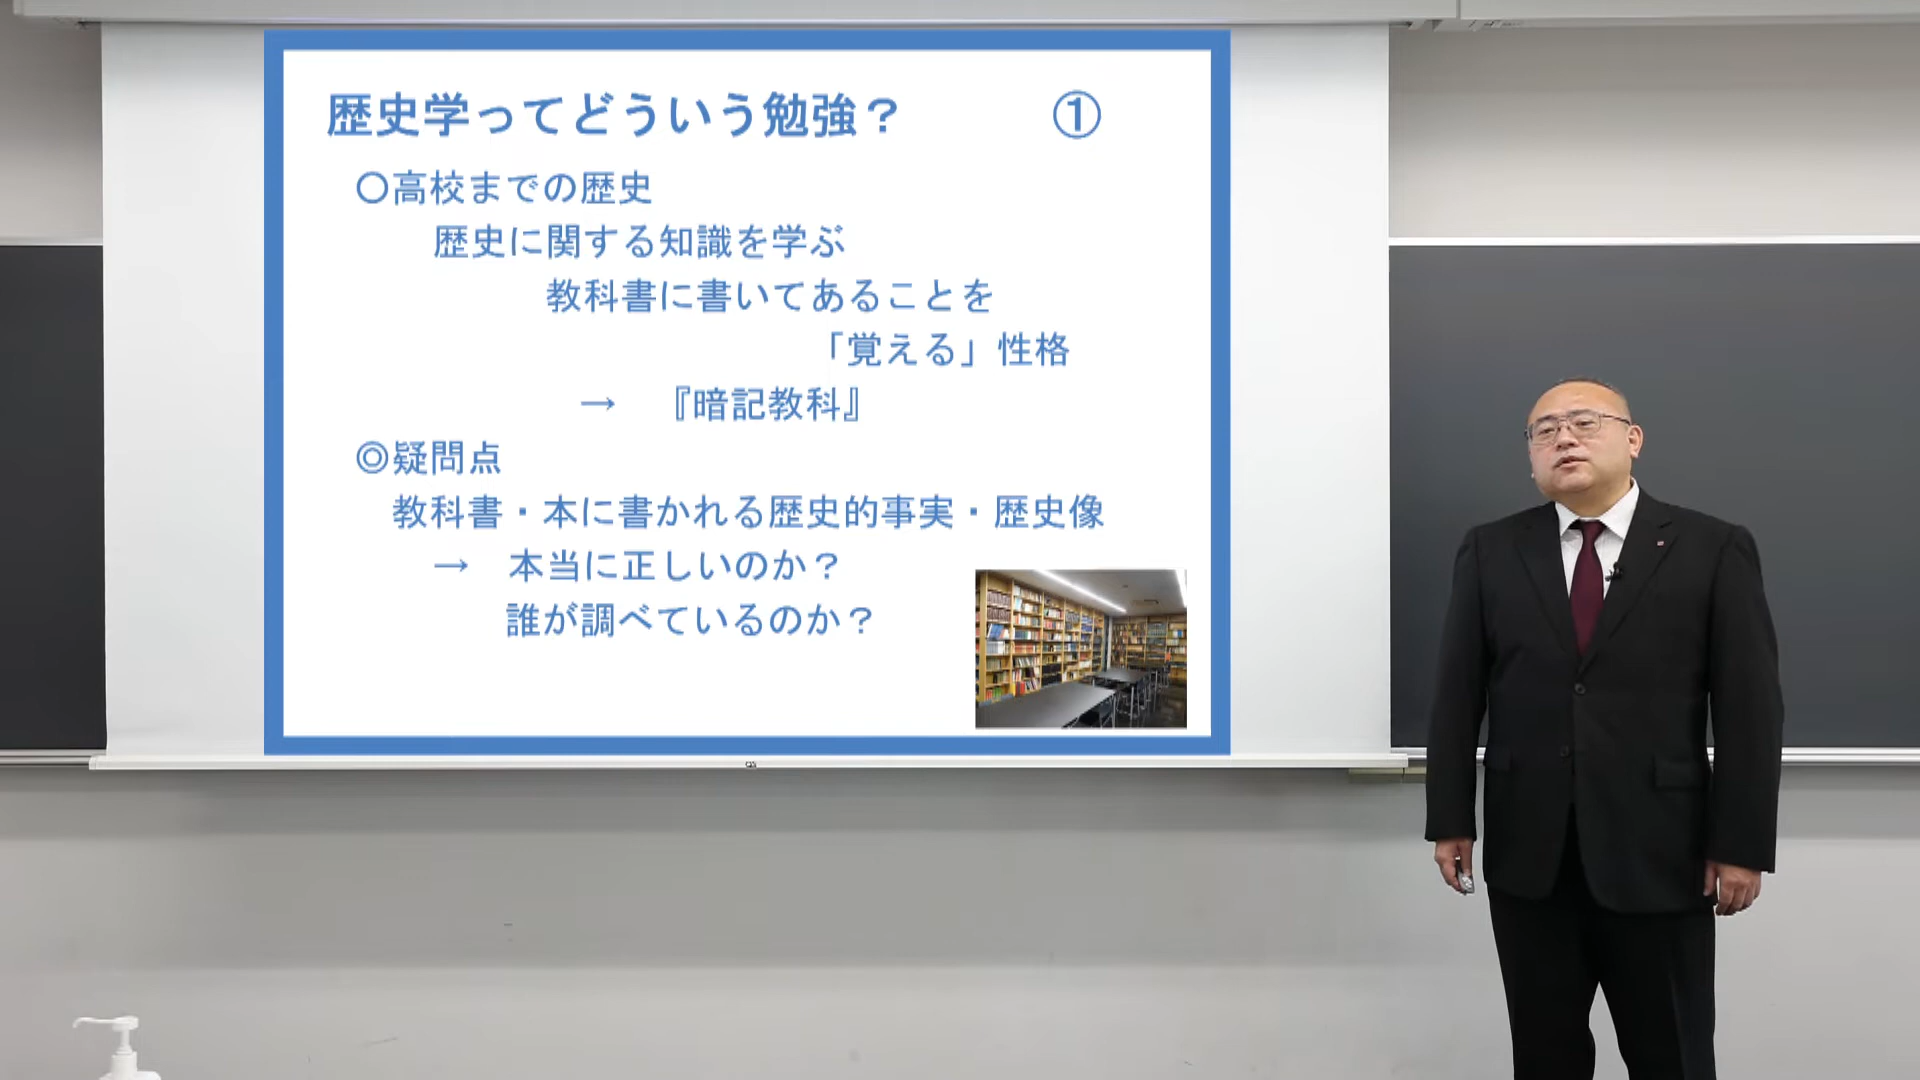 歴史学ってどういう勉強？ ①
〇高校までの歴史
歴史に関する知識を学ぶ
教科書に書いてあることを
「覚える」性格
→ 『暗記教科』
◎疑問点
教科書・本に書かれる歴史的事実・歴史像
→ 本当に正しいのか？
誰が調べているのか？